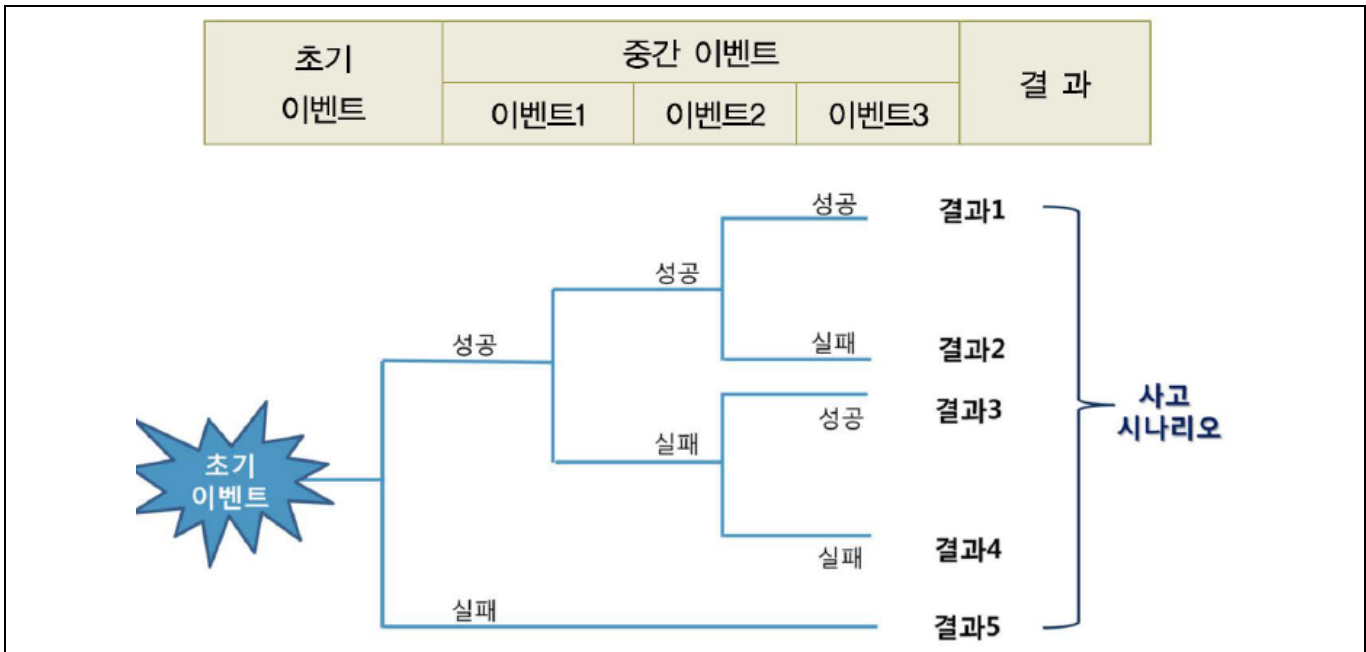 초기
이벤트
중간 이벤트
결 과
이벤트1
이벤트2
이벤트3
성공
결과1
성공
성공
실패
결과2
결과3
성공
사고
시나리오
실패
초기
이벤트
실패
결과4
실패
결과5